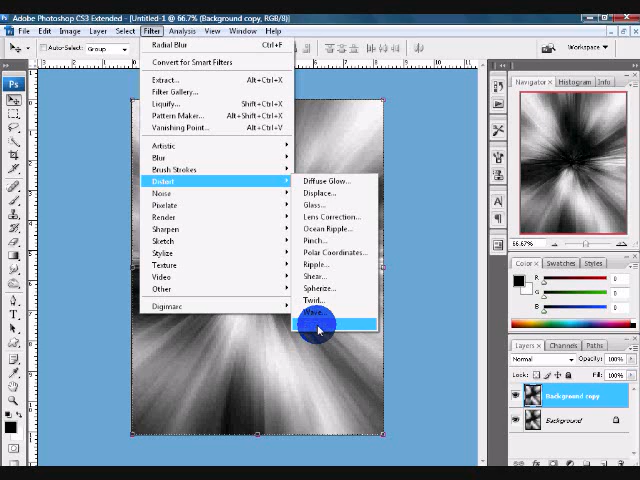 Adobe Photoshop CS3 Extended - [Untitled-1 @ 66.7% (Background copy, RGB/8)]
File Edit Image Layer Select Filter Analysis View Window Help
Auto-Select: Group
Workspace
Radial Blur Ctrl+F
Convert for Smart Filters
Extract... Alt+Ctrl+X
Filter Gallery...
Liquify... Shift+Ctrl+X
Pattern Maker... Alt+Shift+Ctrl+X
Vanishing Point... Alt+Ctrl+V
Artistic
Blur
Brush Strokes
Distort
Noise
Pixelate
Render
Sharpen
Sketch
Stylize
Texture
Video
Other
Digimarc
Diffuse Glow...
Displace...
Glass...
Lens Correction...
Ocean Ripple...
Pinch...
Polar Coordinates...
Ripple...
Shear...
Spherize...
Twirl...
Wave...
Ps
Navigator Histogram Info
66.67%
Color Swatches Styles
R 0
G 0
B 0
Layers Channels Paths
Normal Opacity: 100%
Lock: Fill: 100%
Background copy
Background